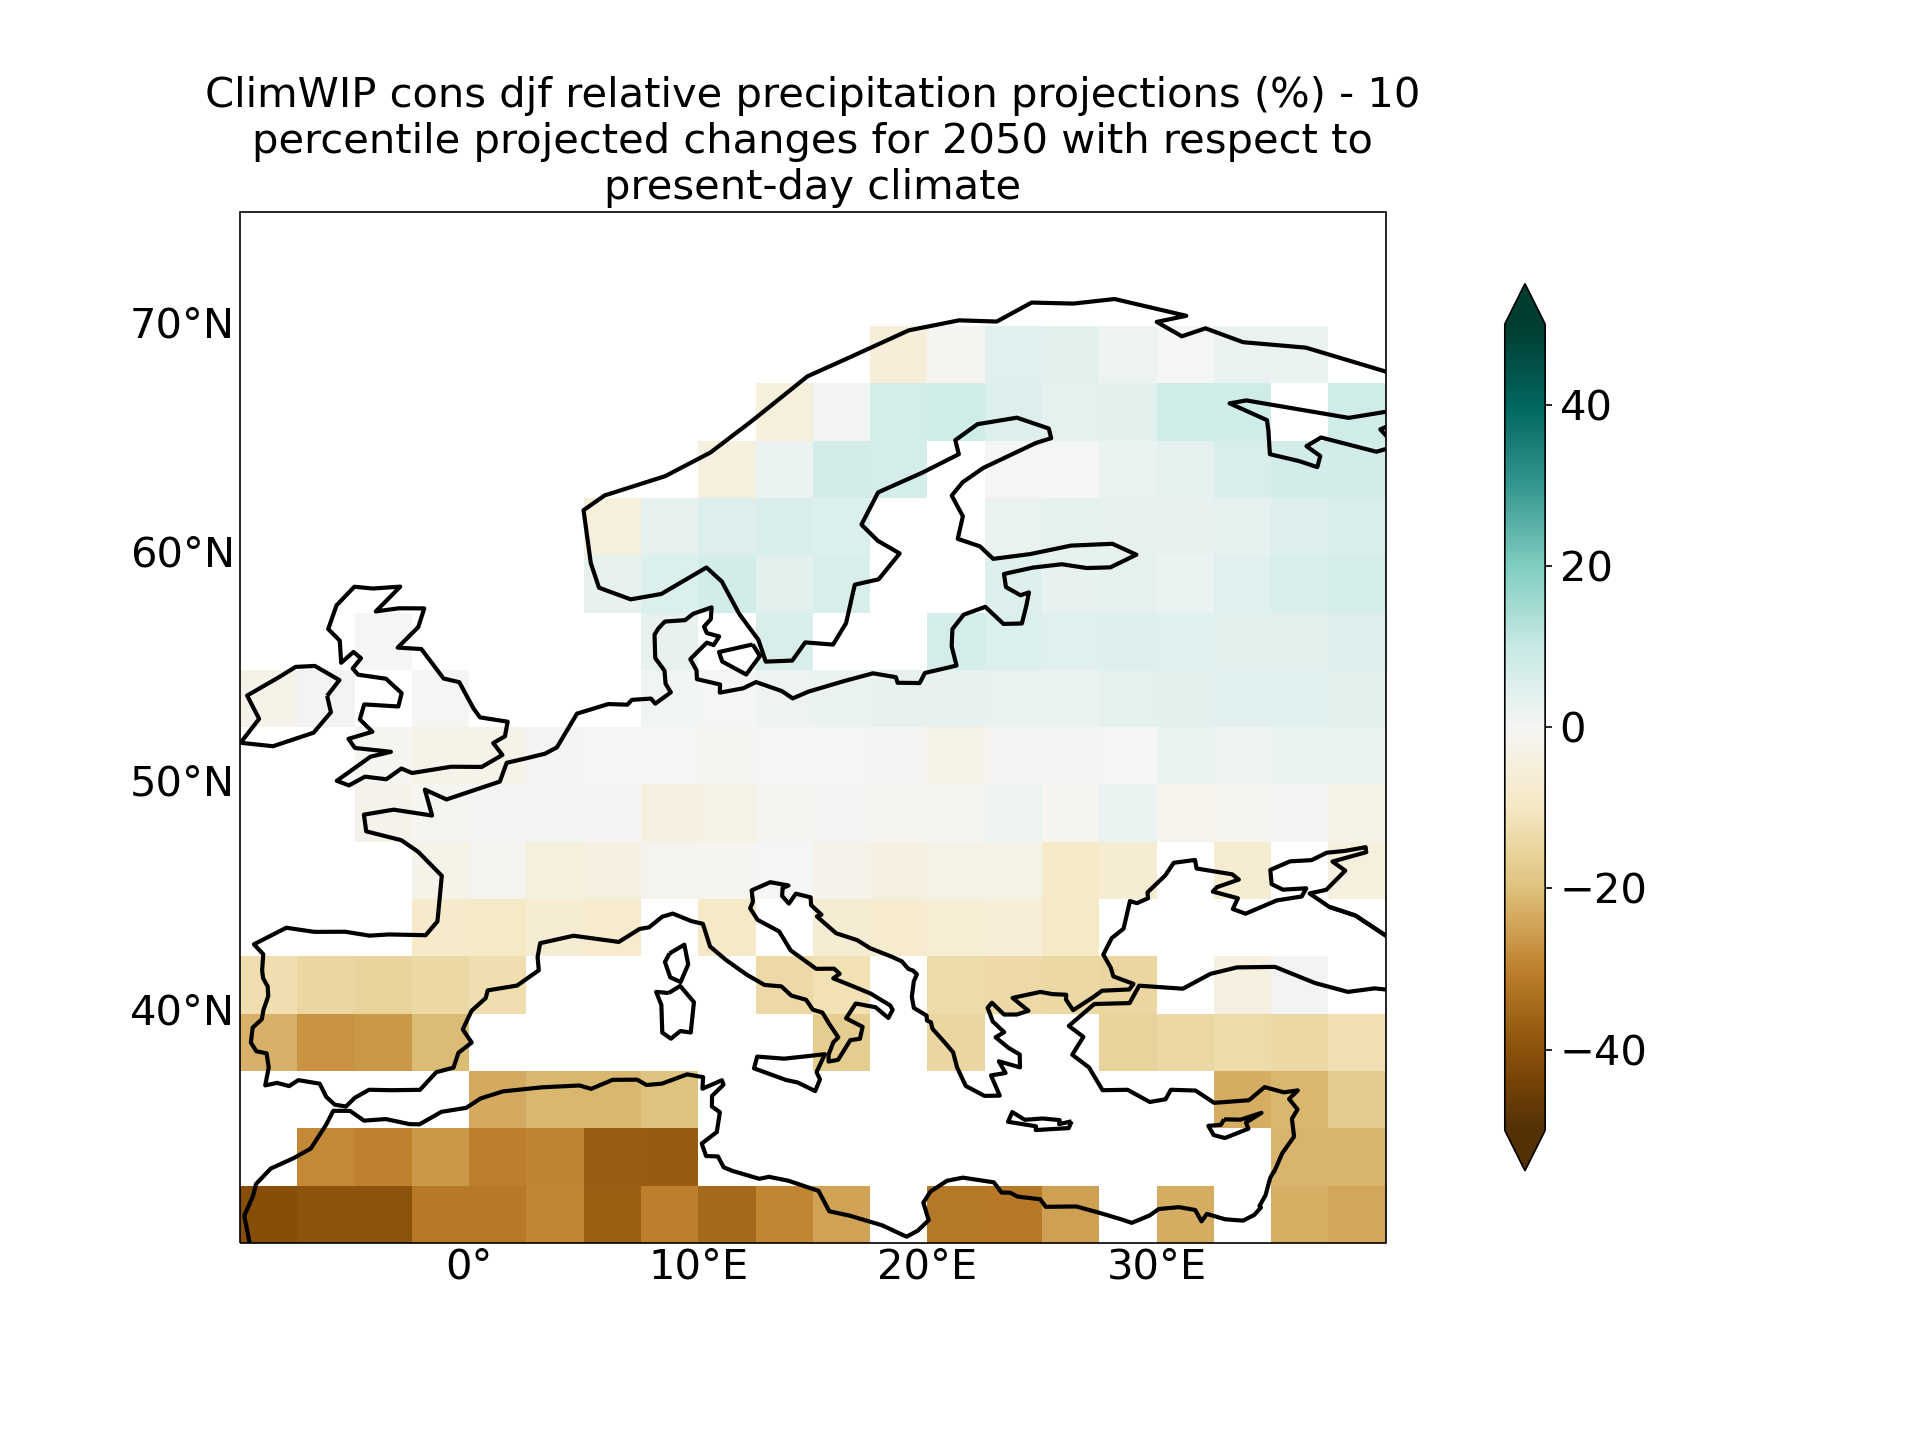 ClimWIP cons djf relative precipitation projections (%) - 10
percentile projected changes for 2050 with respect to
present-day climate
70°N
60°N
50°N
40°N
0°
10°E
20°E
30°E
40
20
0
−20
−40